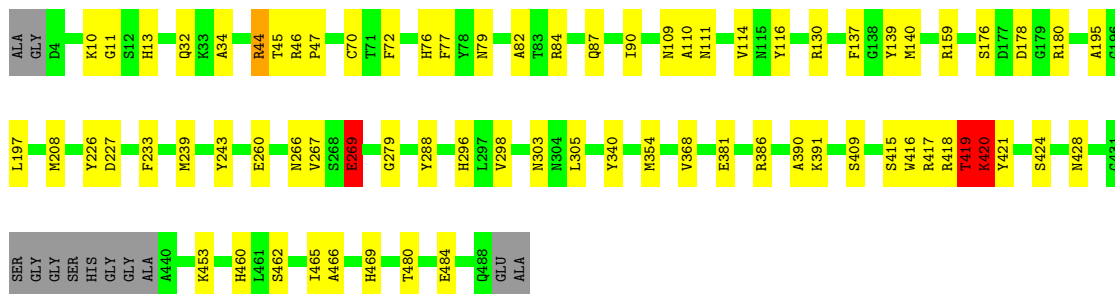 ALA GLY D4 K10 G11 S12 H13 Q32 K33 A34 R44 T45 R46 P47 C70 T71 F72 H76 F77 Y78 N79 A82 T83 R84 Q87 I90 N109 A110 N111 V114 N115 Y116 R130 F137 G138 Y139 M140 R159 S176 D177 D178 G179 R180 A195
L197 M208 Y226 D227 F233 M239 Y243 E260 N266 V267 S268 E269 G279 Y288 H296 L297 V298 N303 N304 L305 Y340 M354 V368 E381 R386 A390 K391 S409 S415 W416 R417 R418 T419 K420 Y421 S424 N428
SER GLY GLY SER HIS GLY GLY ALA A440 K453 H460 L461 S462 I465 A466 H469 T480 E484 Q488 GLU ALA